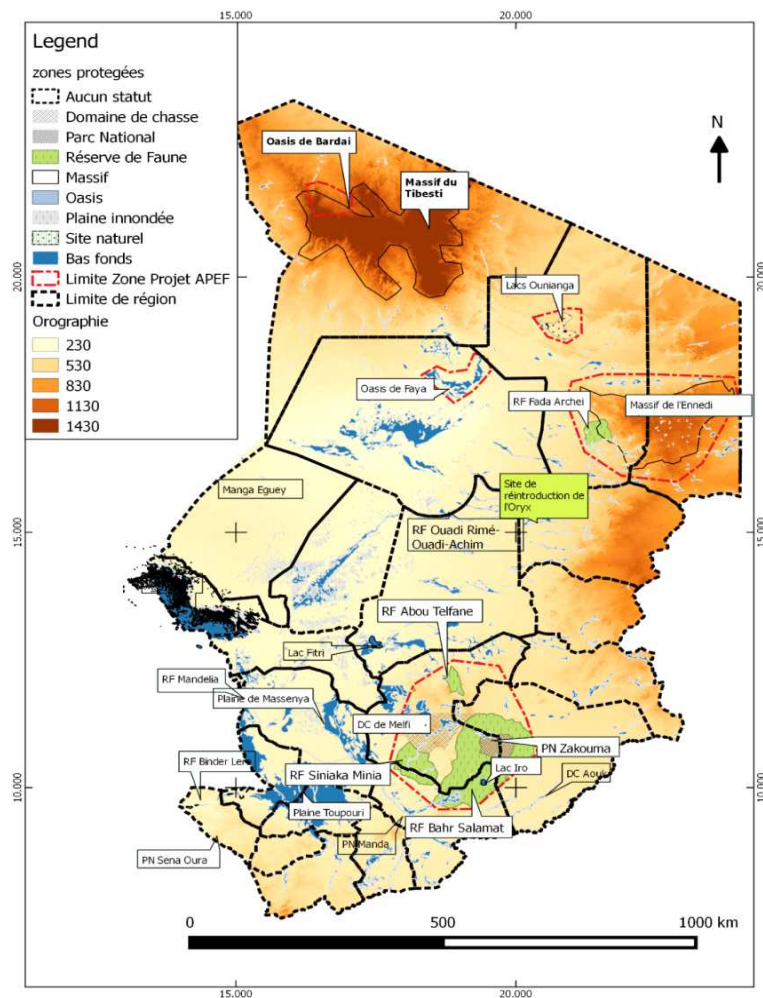 15.000
20.000
Legend
zones protegées
Aucun statut
Domaine de chasse
Parc National
Réserve de Faune
Massif
Oasis
Plaine innondée
Site naturel
Bas fonds
Limite Zone Projet APEF
Limite de région
Orographie
230
530
830
1130
1430
N
Oasis de Bardai
Massif du
Tibesti
20.000
20.000
Lacs Ounianga
Oasis de Faya
RF Fada Archei
Massif de l'Ennedi
Manga Eguey
Site de
réintroduction de
l'Oryx
15.000
15.000
RF Ouadi Rimé-
Ouadi-Achim
RF Abou Telfane
Lac Fitri
RF Mandelia
Plaine de Massenya
DC de Melfi
PN Zakouma
RF Binder Lere
RF Siniaka Minia
Lac Iro
DC Aouk
10.000
10.000
Plaine Toupouri
RF Bahr Salamat
PN Manda
PN Sena Oura
0
500
1000 km
15.000
20.000